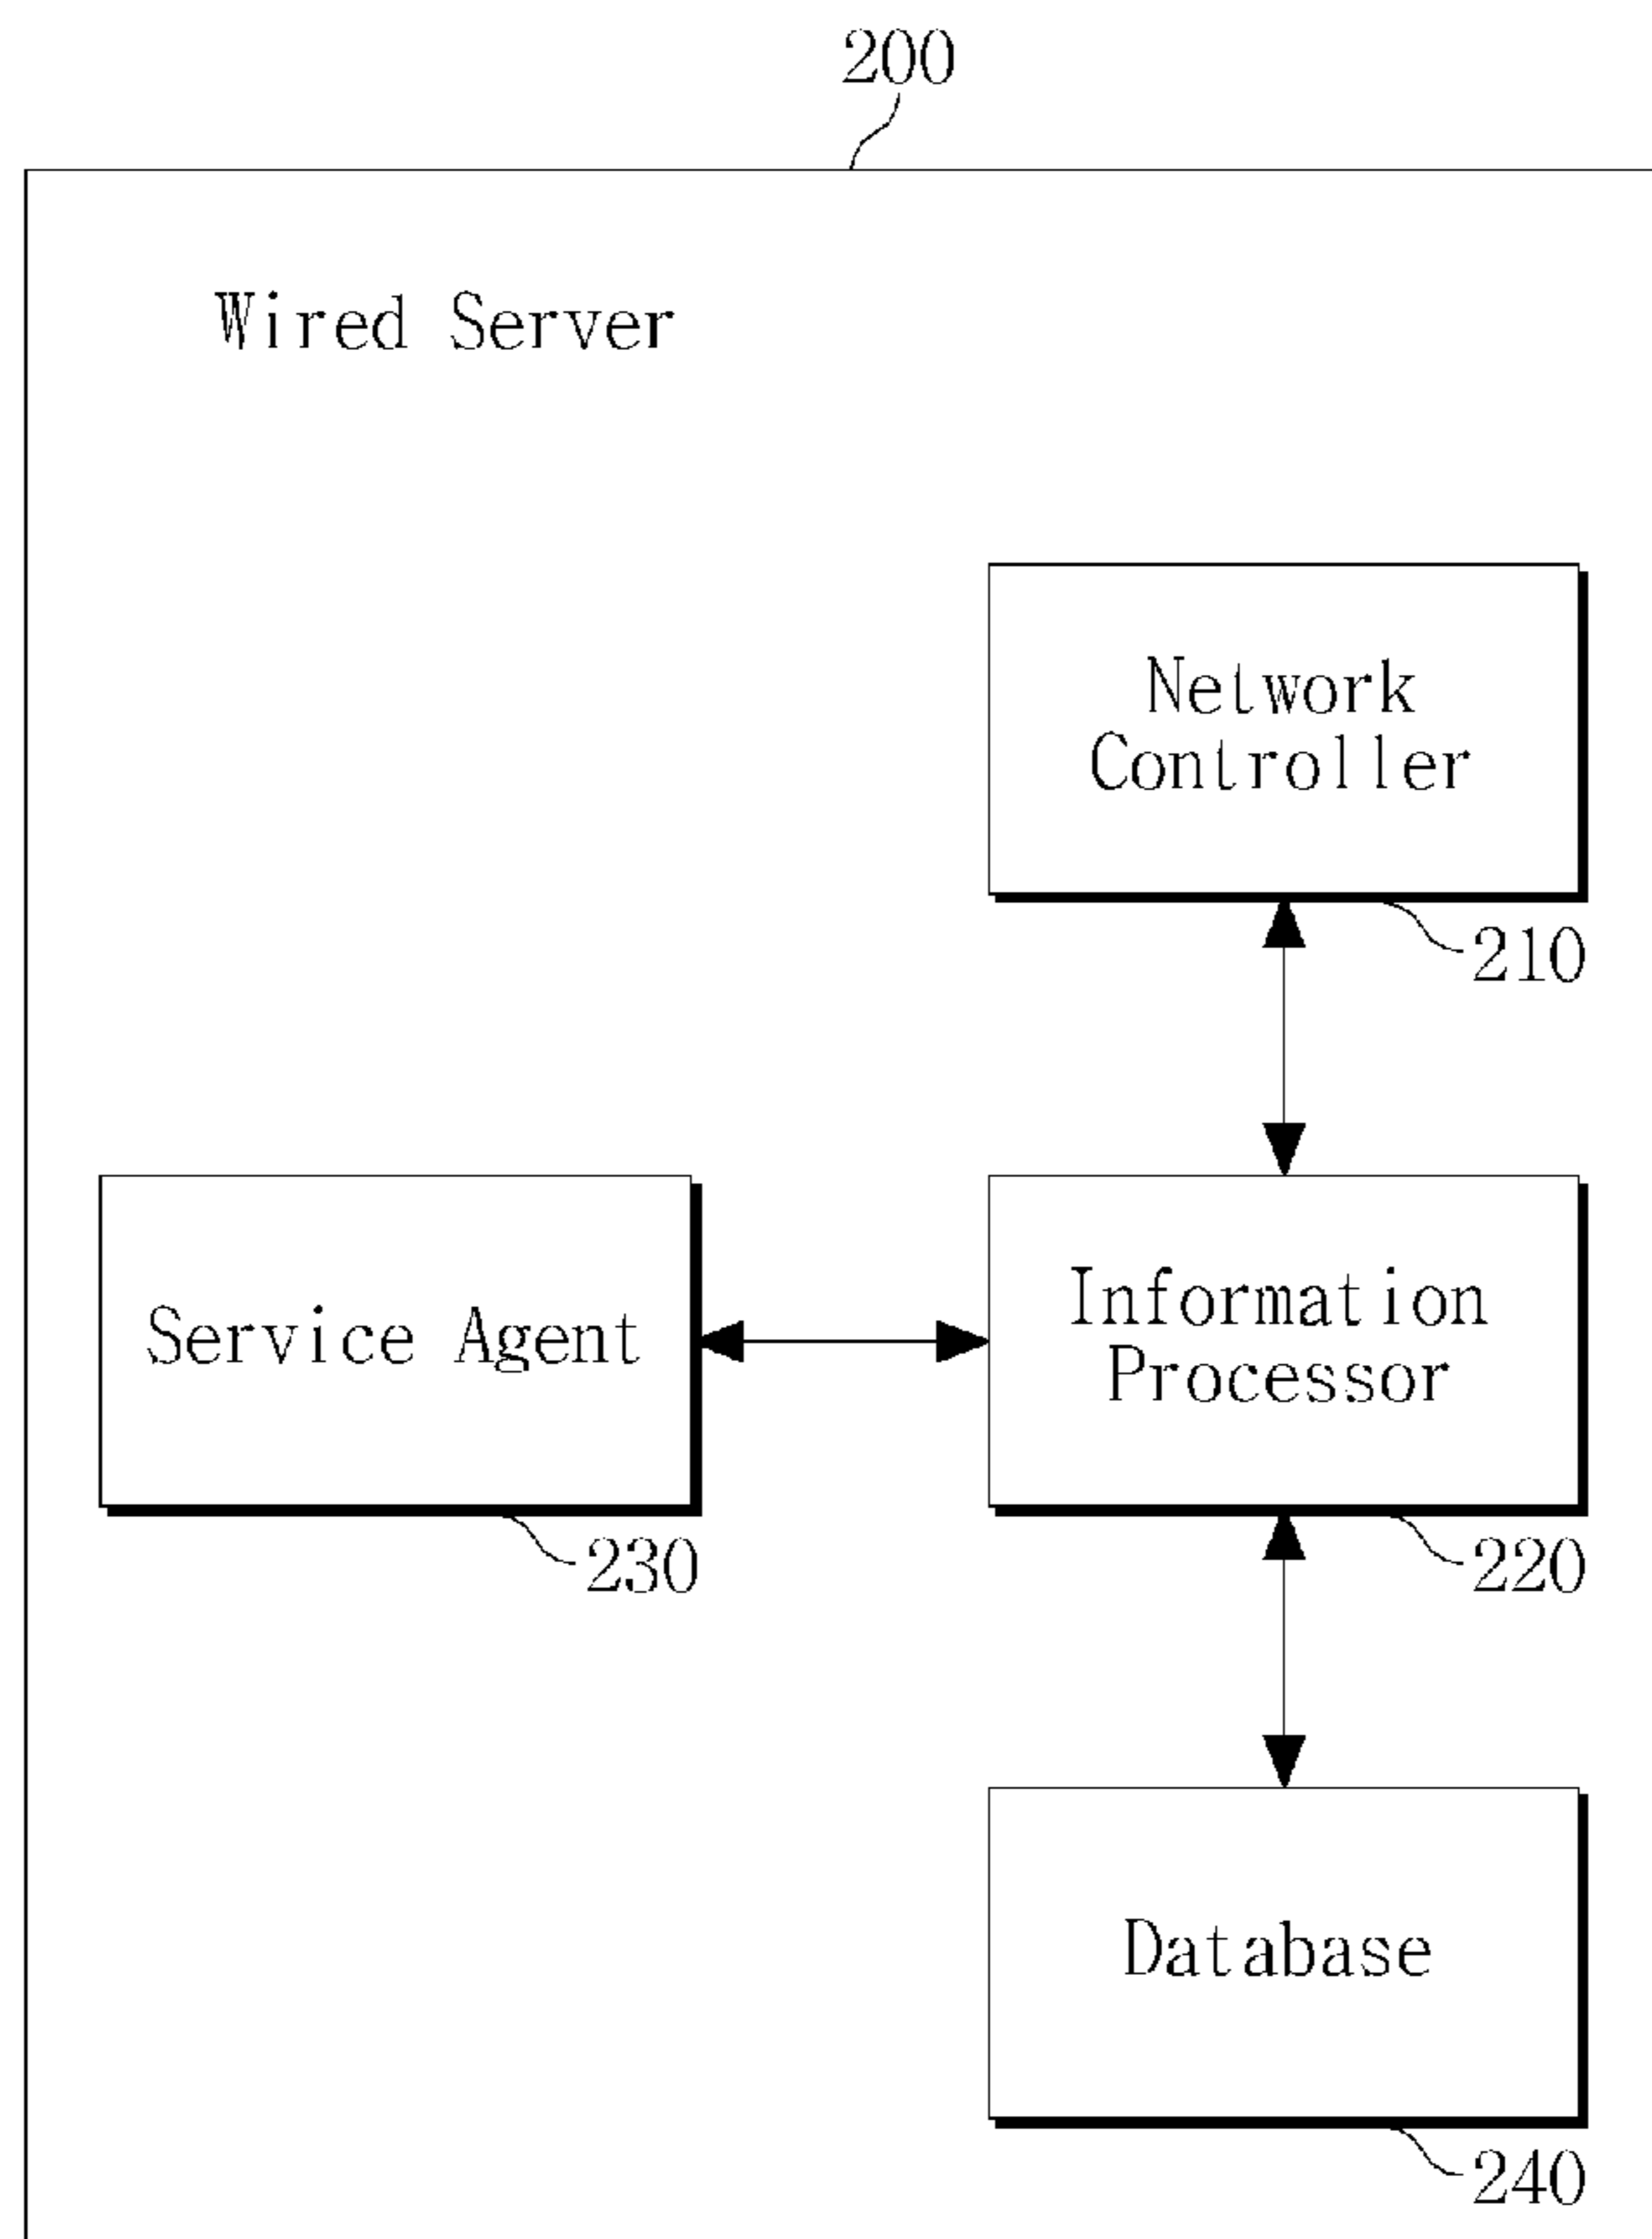 200
Wired Server
Network
Controller
210
Service Agent
Information
Processor
230
220
Database
240